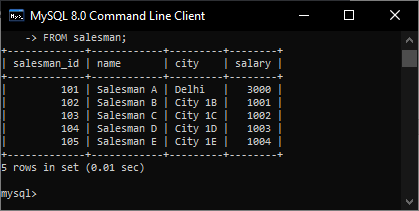 MySQL 8.0 Command Line Client
    -> FROM salesman;
+-------------+------------+---------+--------+
| salesman_id | name       | city    | salary |
+-------------+------------+---------+--------+
|         101 | Salesman A | Delhi   |   3000 |
|         102 | Salesman B | City 1B |   1001 |
|         103 | Salesman C | City 1C |   1002 |
|         104 | Salesman D | City 1D |   1003 |
|         105 | Salesman E | City 1E |   1004 |
+-------------+------------+---------+--------+
5 rows in set (0.01 sec)
mysql>